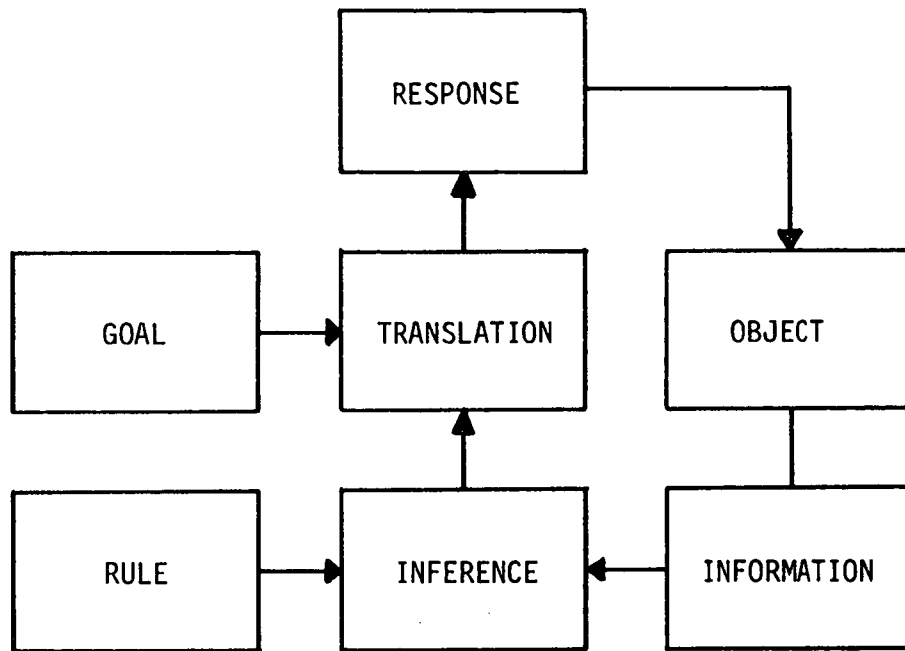 RESPONSE
GOAL
TRANSLATION
OBJECT
RULE
INFERENCE
INFORMATION